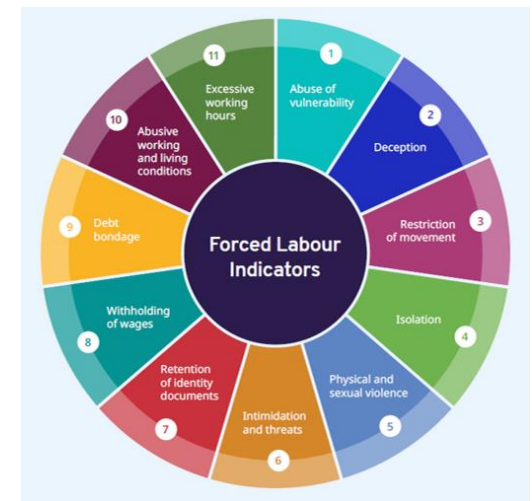 Forced Labour
Indicators
1
Abuse of
vulnerability
2
Deception
3
Restriction
of movement
4
Isolation
5
Physical and
sexual violence
6
Intimidation
and threats
7
Retention
of identity
documents
8
Withholding
of wages
9
Debt
bondage
10
Abusive
working
and living
conditions
11
Excessive
working
hours